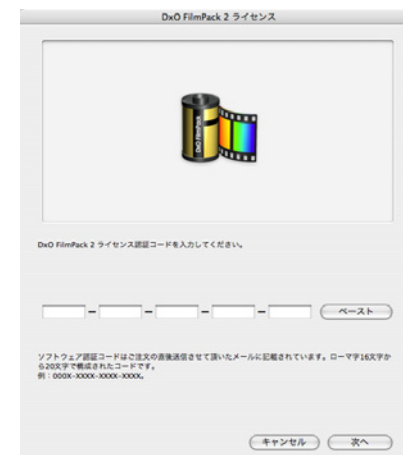 DxO FilmPack 2 ライセンス
DxO FilmPack
DxO FilmPack 2 ライセンス認証コードを入力してください。
- - - - ペースト
ソフトウェア認証コードはご注文の直後送信させて頂いたメールに記載されています。ローマ字16文字か
ら20文字で構成されたコードです。
例：000X-XXXX-XXXX-XXXX。
キャンセル 次へ